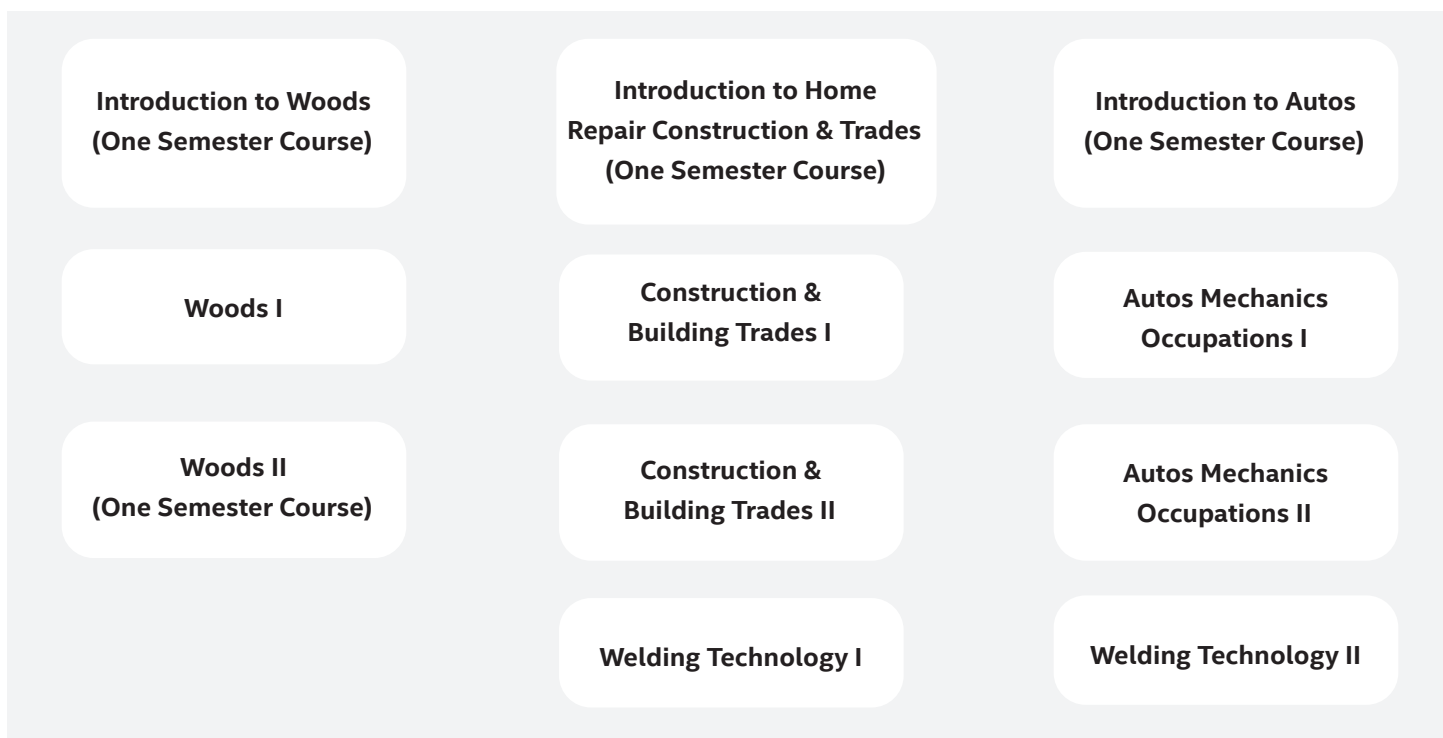 Introduction to Woods
(One Semester Course)
Introduction to Home
Repair Construction & Trades
(One Semester Course)
Introduction to Autos
(One Semester Course)
Woods I
Construction &
Building Trades I
Autos Mechanics
Occupations I
Woods II
(One Semester Course)
Construction &
Building Trades II
Autos Mechanics
Occupations II
Welding Technology I
Welding Technology II